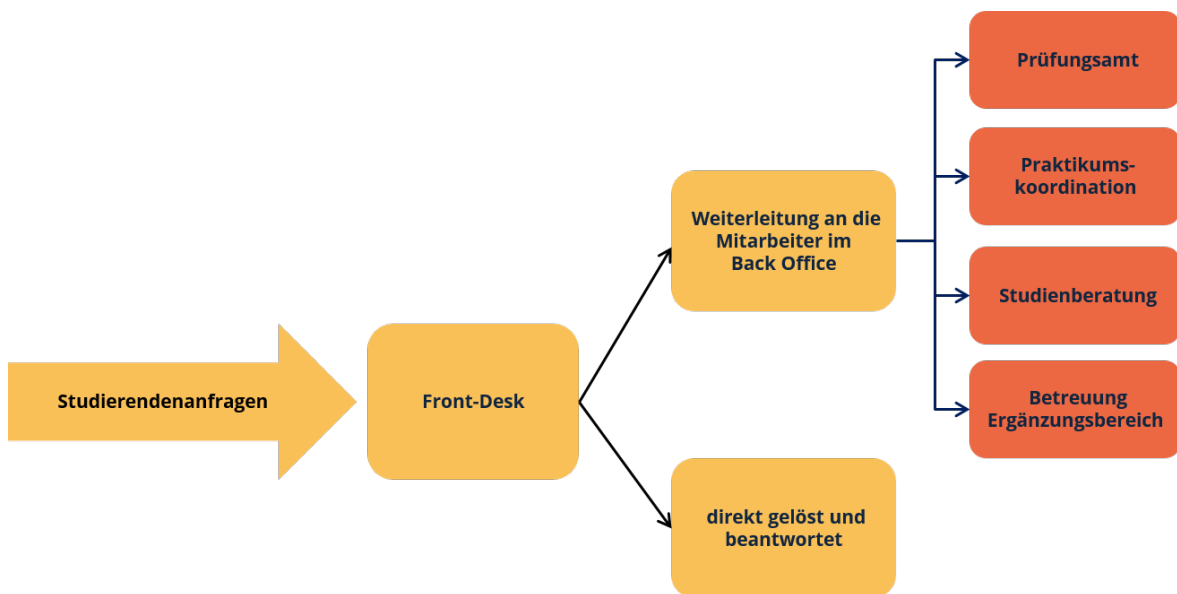 Studierendenanfragen
Front-Desk
Weiterleitung an die
Mitarbeiter im
Back Office
direkt gelöst und
beantwortet
Prüfungsamt
Praktikums-
koordination
Studienberatung
Betreuung
Ergänzungsbereich